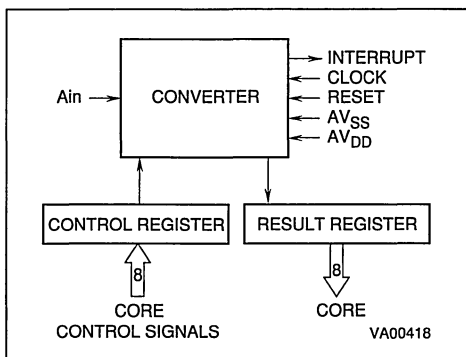 INTERRUPT
CLOCK
Ain
CONVERTER
RESET
AVSS
AVDD
CONTROL REGISTER
RESULT REGISTER
8
8
CORE
CONTROL SIGNALS
CORE
VA00418